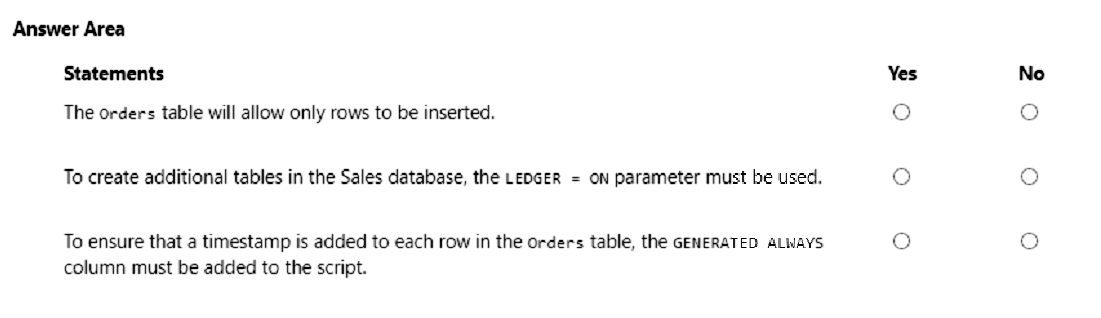 Answer Area
Statements Yes No
The orders table will allow only rows to be inserted.
To create additional tables in the Sales database, the LEDGER = ON parameter must be used.
To ensure that a timestamp is added to each row in the orders table, the GENERATED ALWAYS
column must be added to the script.